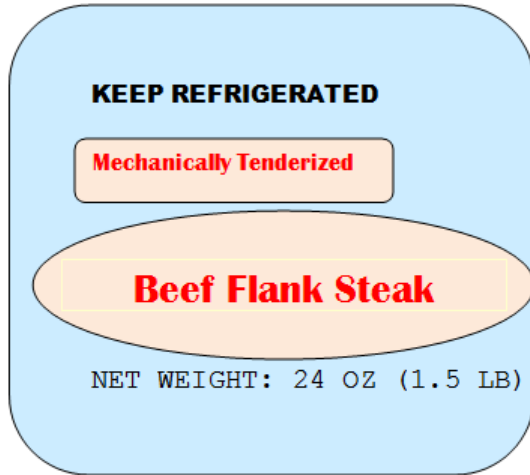 KEEP REFRIGERATED
Mechanically Tenderized
Beef Flank Steak
NET WEIGHT: 24 OZ (1.5 LB)